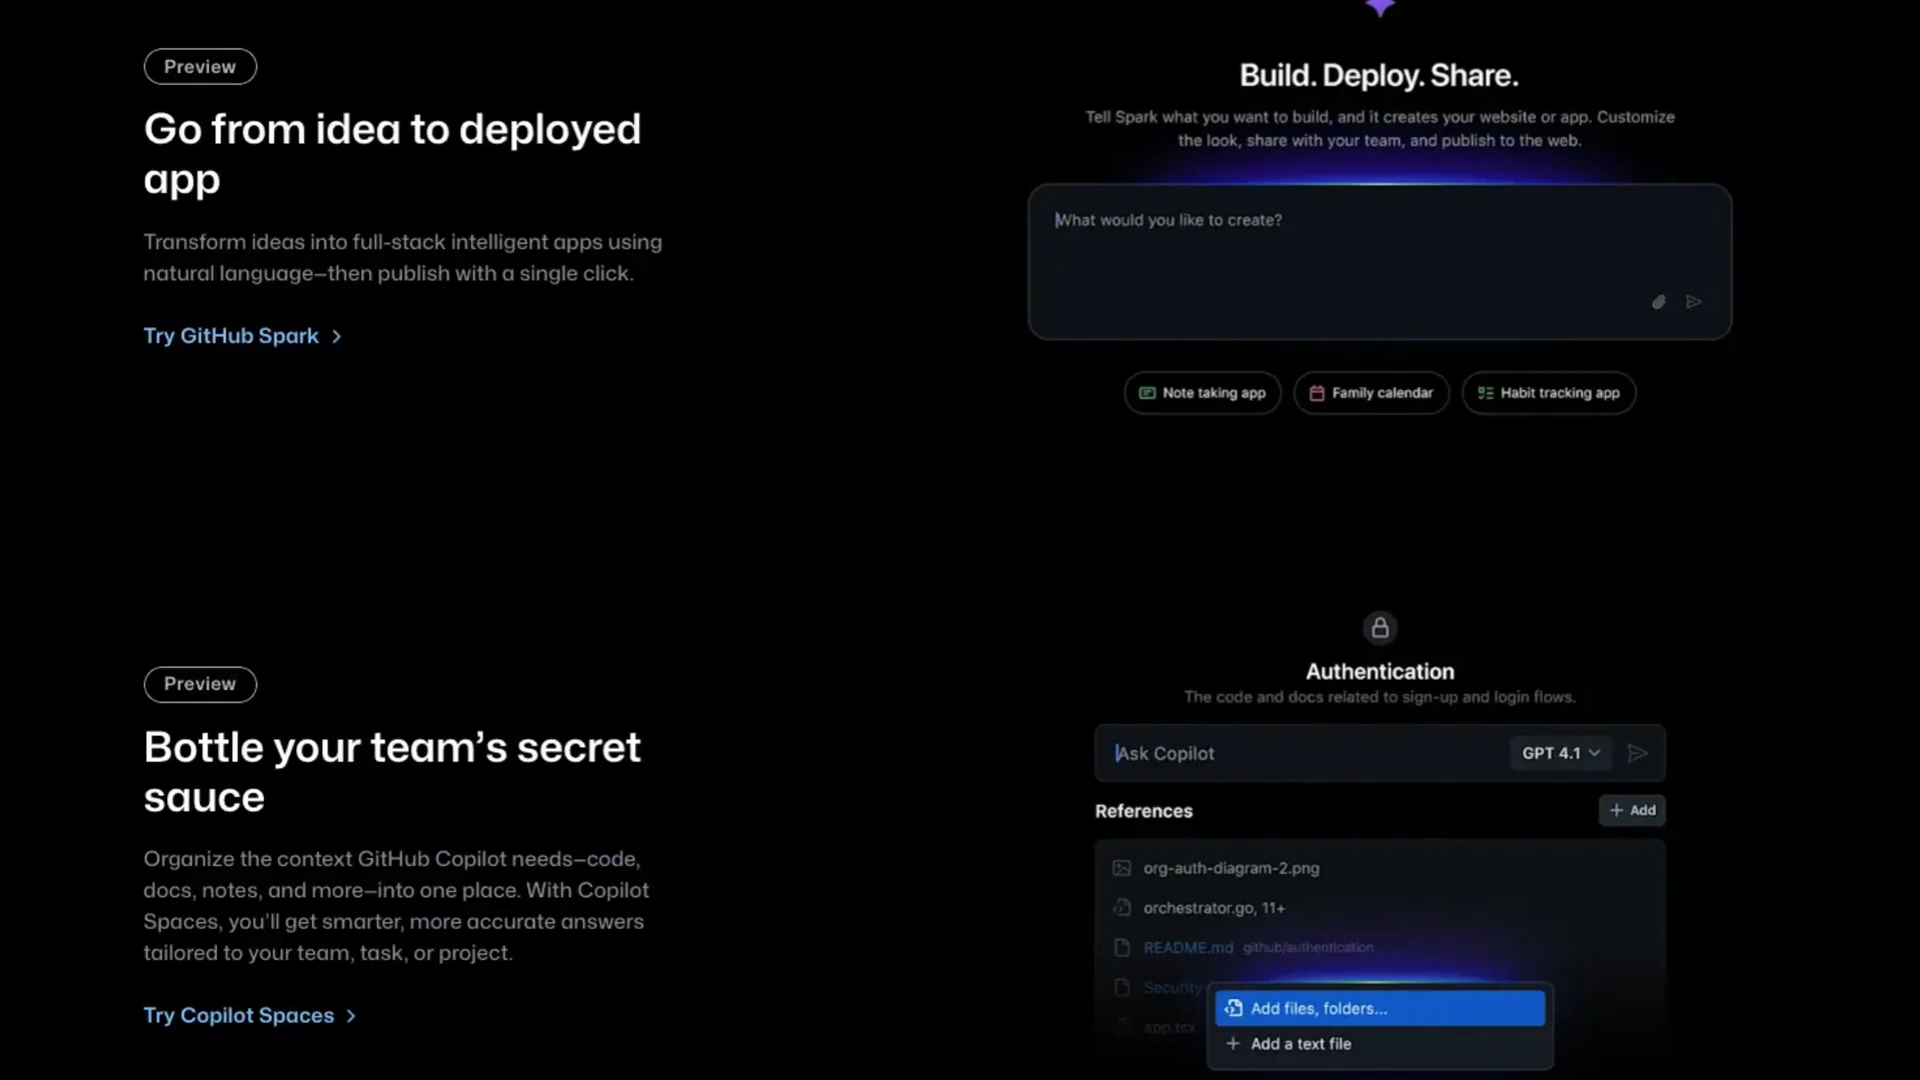 Preview
Go from idea to deployed
app
Transform ideas into full-stack intelligent apps using
natural language—then publish with a single click.
Try GitHub Spark
Build. Deploy. Share.
Tell Spark what you want to build, and it creates your website or app. Customize
the look, share with your team, and publish to the web.
What would you like to create?
Note taking app
Family calendar
Habit tracking app
Preview
Bottle your team’s secret
sauce
Organize the context GitHub Copilot needs—code,
docs, notes, and more—into one place. With Copilot
Spaces, you’ll get smarter, more accurate answers
tailored to your team, task, or project.
Try Copilot Spaces
Authentication
The code and docs related to sign-up and login flows.
Ask Copilot
GPT 4.1
References
Add
org-auth-diagram-2.png
orchestrator.go, 11+
README.md github/authentication
Security
app.tsx
Add files, folders...
Add a text file